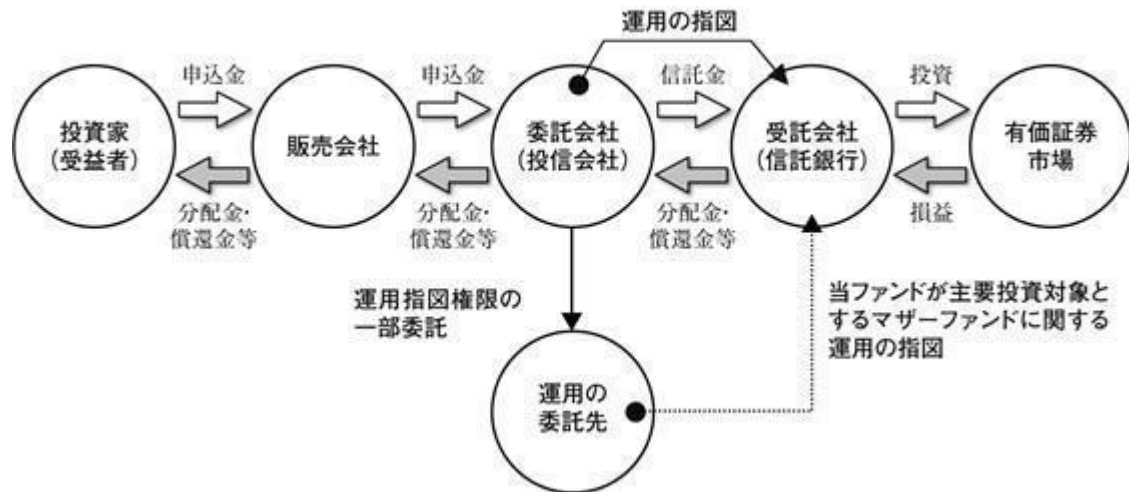 運用の指図
申込金
申込金
信託金
投資
投資家
(受益者)
販売会社
委託会社
(投信会社)
受託会社
(信託銀行)
有価証券
市場
分配金・
償還金等
分配金・
償還金等
分配金・
償還金等
損益
運用指図権限の
一部委託
当ファンドが主要投資対象と
するマザーファンドに関する
運用の指図
運用の
委託先